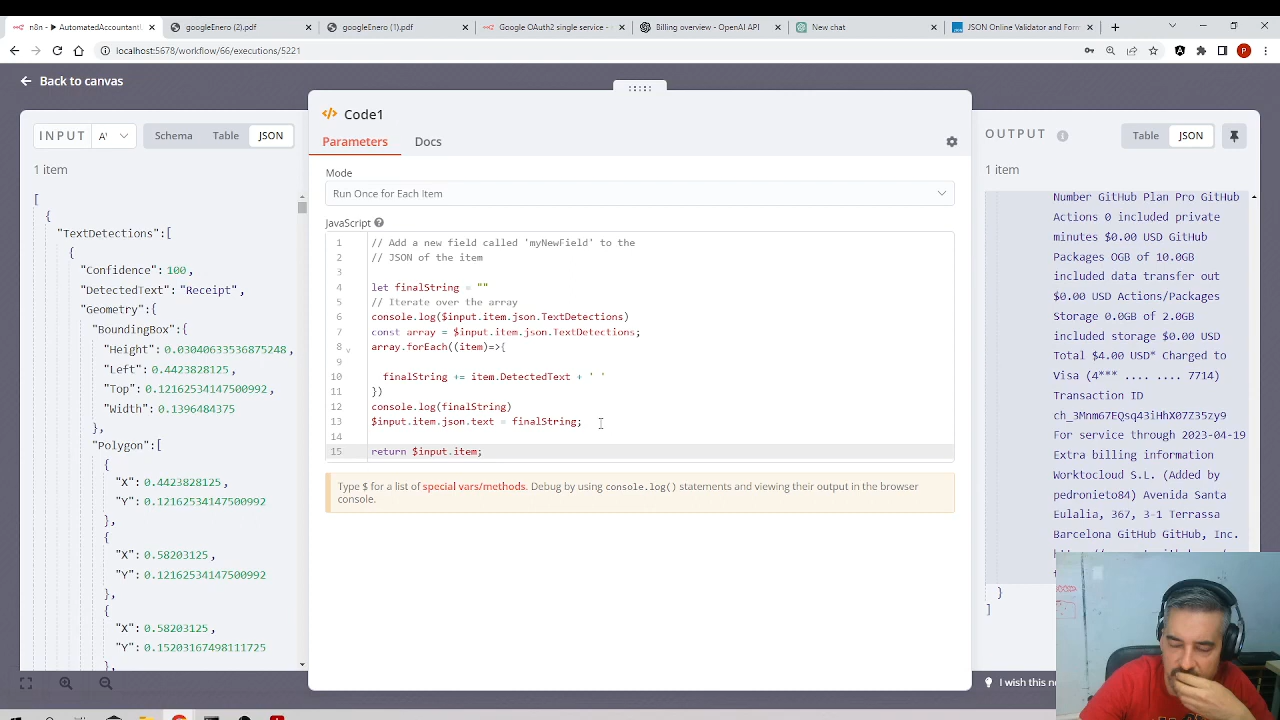 n8n - ▶ AutomatedAccountant
googleEnero (2).pdf
googleEnero (1).pdf
Google OAuth2 single service -
Billing overview - OpenAI API
New chat
JSON Online Validator and For
localhost:5678/workflow/66/executions/5221
P
Back to canvas
INPUT
Schema
Table
JSON
1 item
[
{
"TextDetections":[
{
"Confidence": 100,
"DetectedText": "Receipt",
"Geometry":{
"BoundingBox":{
"Height": 0.03040633536875248,
"Left": 0.4423828125,
"Top": 0.12162534147500992,
"Width": 0.1396484375
},
"Polygon":[
{
"X": 0.4423828125,
"Y": 0.12162534147500992
},
{
"X": 0.58203125,
"Y": 0.12162534147500992
},
{
"X": 0.58203125,
"Y": 0.15203167498111725
},
Code1
Parameters
Docs
Mode
Run Once for Each Item
JavaScript
1 // Add a new field called 'myNewField' to the
2 // JSON of the item
3
4 let finalString = ""
5 // Iterate over the array
6 console.log($input.item.json.TextDetections)
7 const array = $input.item.json.TextDetections;
8 array.forEach((item)=>{
9
10 finalString += item.DetectedText + ' '
11 })
12 console.log(finalString)
13 $input.item.json.text = finalString;
14
15 return $input.item;
Type $ for a list of special vars/methods. Debug by using console.log() statements and viewing their output in the browser
console.
OUTPUT
Table
JSON
1 item
Number GitHub Plan Pro GitHub
Actions 0 included private
minutes $0.00 USD GitHub
Packages OGB of 10.0GB
included data transfer out
$0.00 USD Actions/Packages
Storage 0.0GB of 2.0GB
included storage $0.00 USD
Total $4.00 USD* Charged to
Visa (4*** .... .... 7714)
Transaction ID
ch_3Mnm67EQsq43iHhX07Z35zy9
For service through 2023-04-19
Extra billing information
Worktocloud S.L. (Added by
pedronieto84) Avenida Santa
Eulalia, 367, 3-1 Terrassa
Barcelona GitHub GitHub, Inc.
}
]
I wish this no